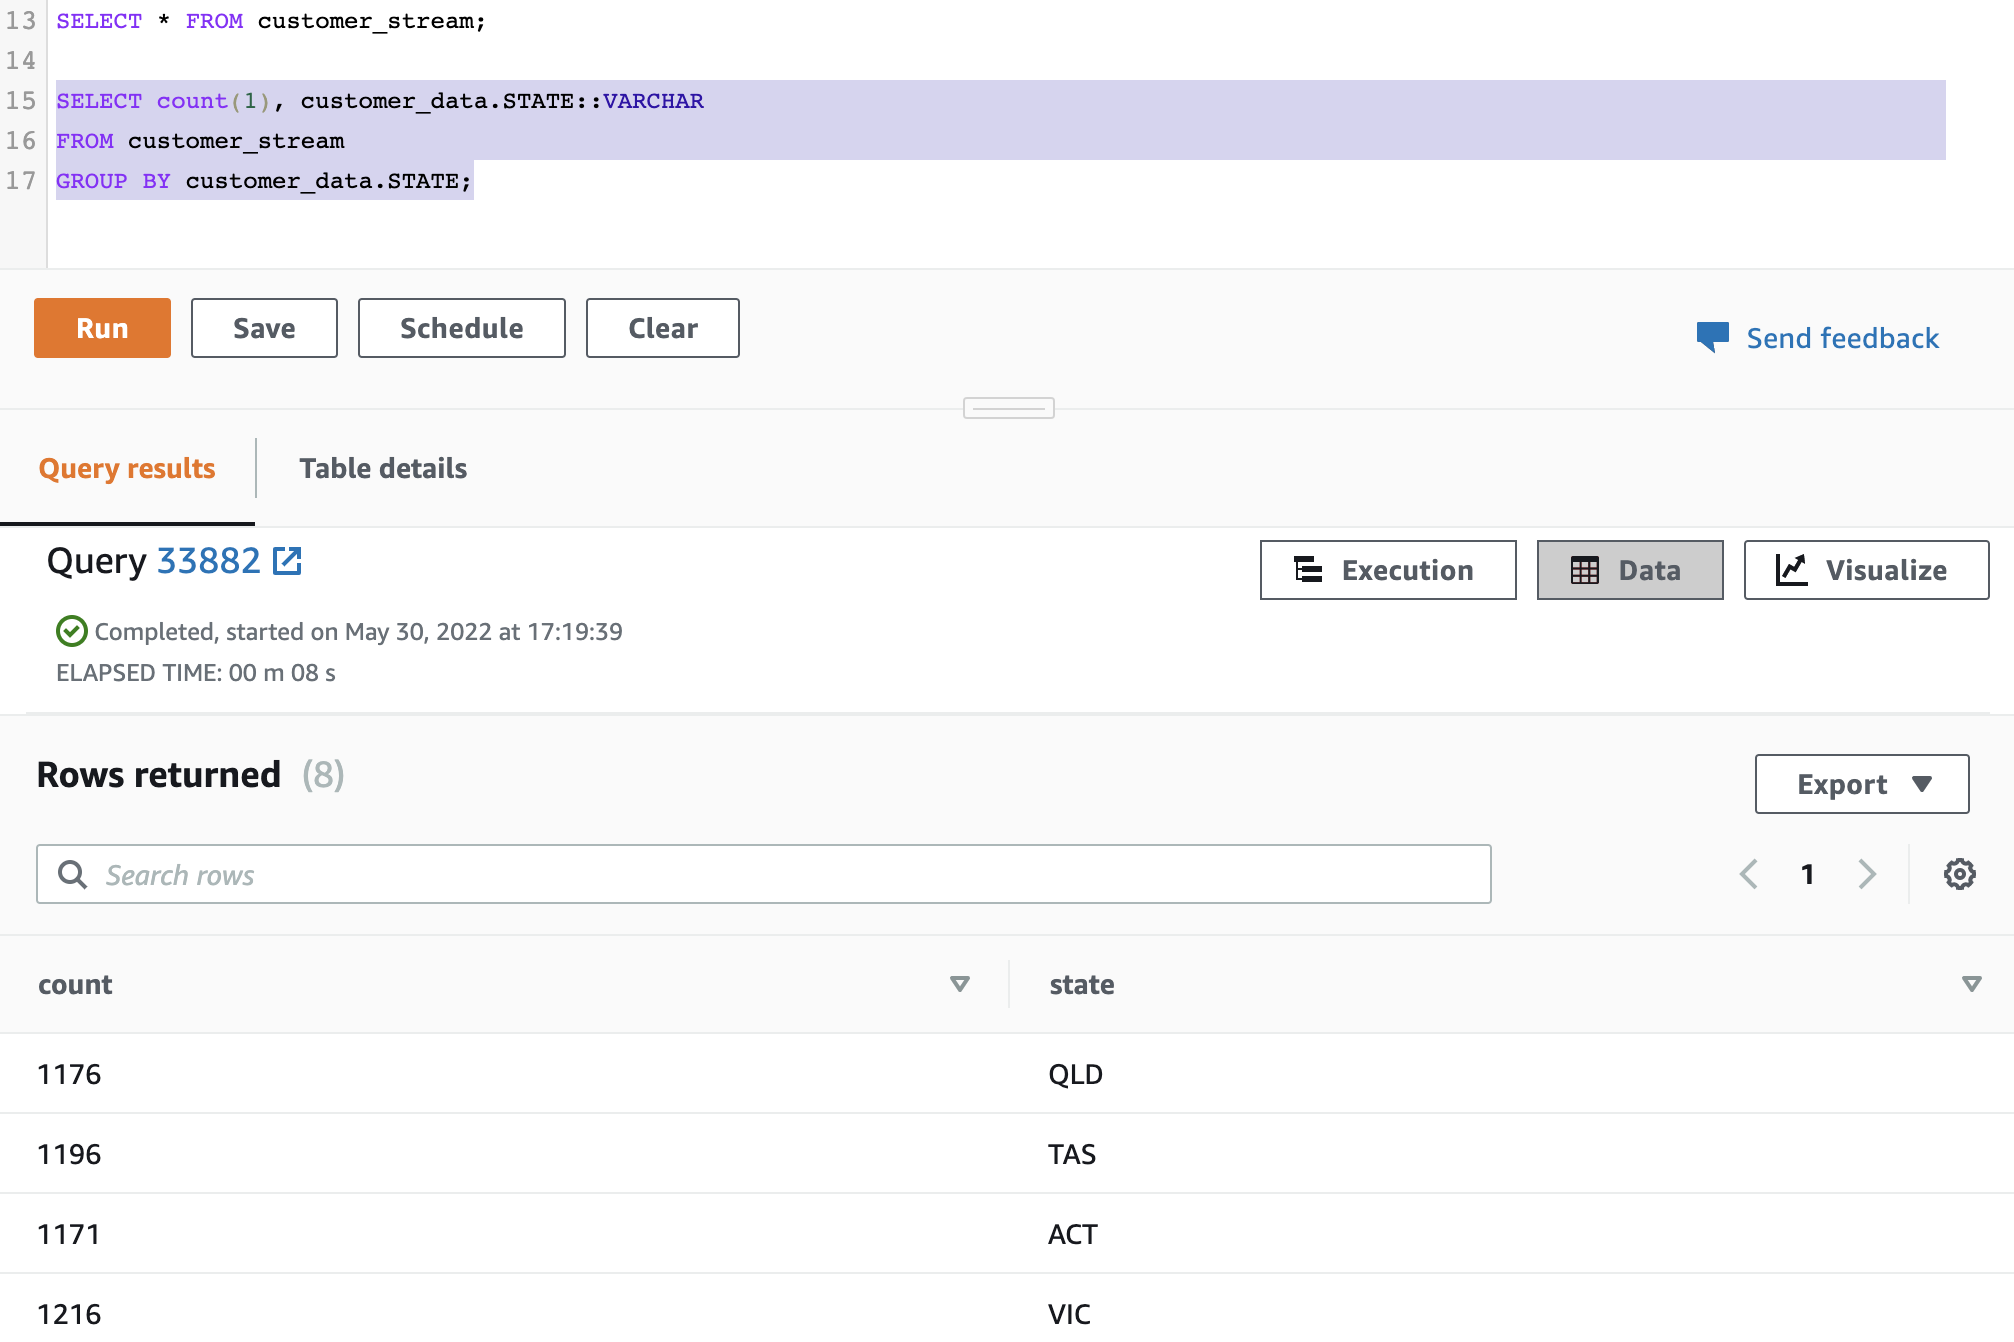 13 SELECT * FROM customer_stream;
14
15 SELECT count(1), customer_data.STATE::VARCHAR
16 FROM customer_stream
17 GROUP BY customer_data.STATE;
Run Save Schedule Clear Send feedback
Query results Table details
Query 33882 Execution Data Visualize
Completed, started on May 30, 2022 at 17:19:39
ELAPSED TIME: 00 m 08 s
Rows returned (8) Export
Search rows 1
count state
1176 QLD
1196 TAS
1171 ACT
1216 VIC